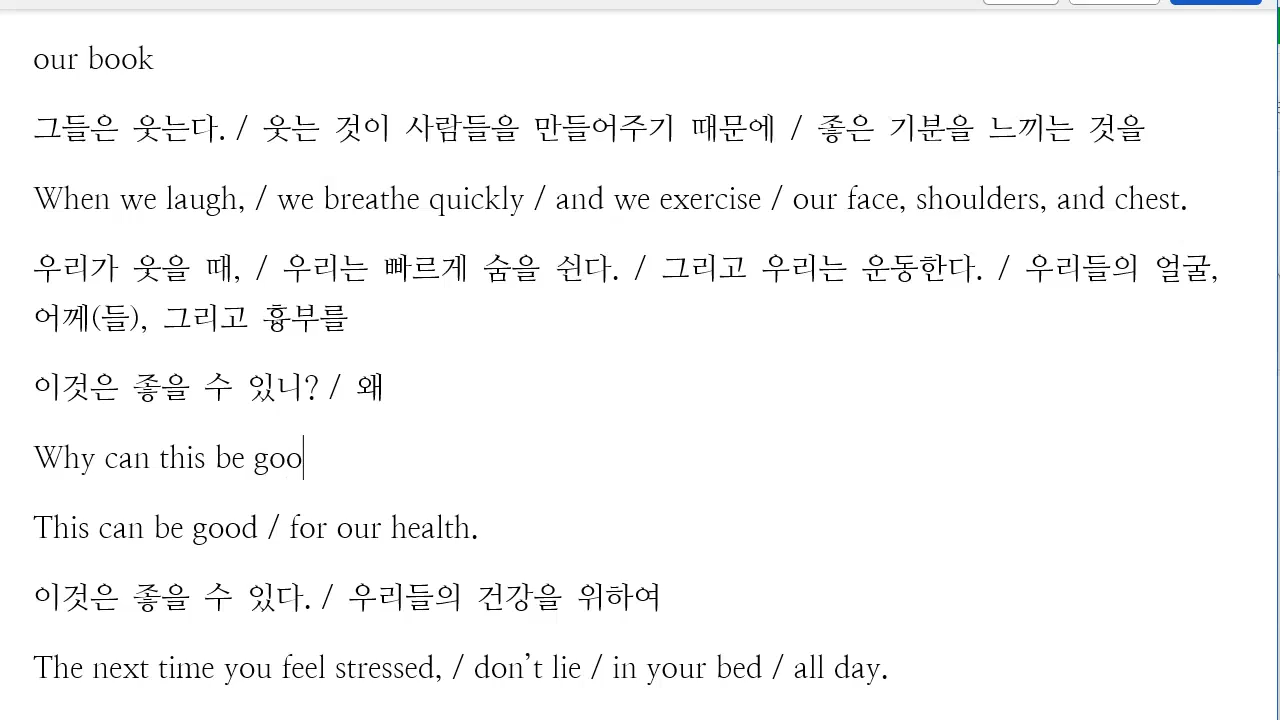 our book
그들은 웃는다. / 웃는 것이 사람들을 만들어주기 때문에 / 좋은 기분을 느끼는 것을
When we laugh, / we breathe quickly / and we exercise / our face, shoulders, and chest.
우리가 웃을 때, / 우리는 빠르게 숨을 쉰다. / 그리고 우리는 운동한다. / 우리들의 얼굴,
어깨(들), 그리고 흉부를
이것은 좋을 수 있니? / 왜
Why can this be goo
This can be good / for our health.
이것은 좋을 수 있다. / 우리들의 건강을 위하여
The next time you feel stressed, / don’t lie / in your bed / all day.